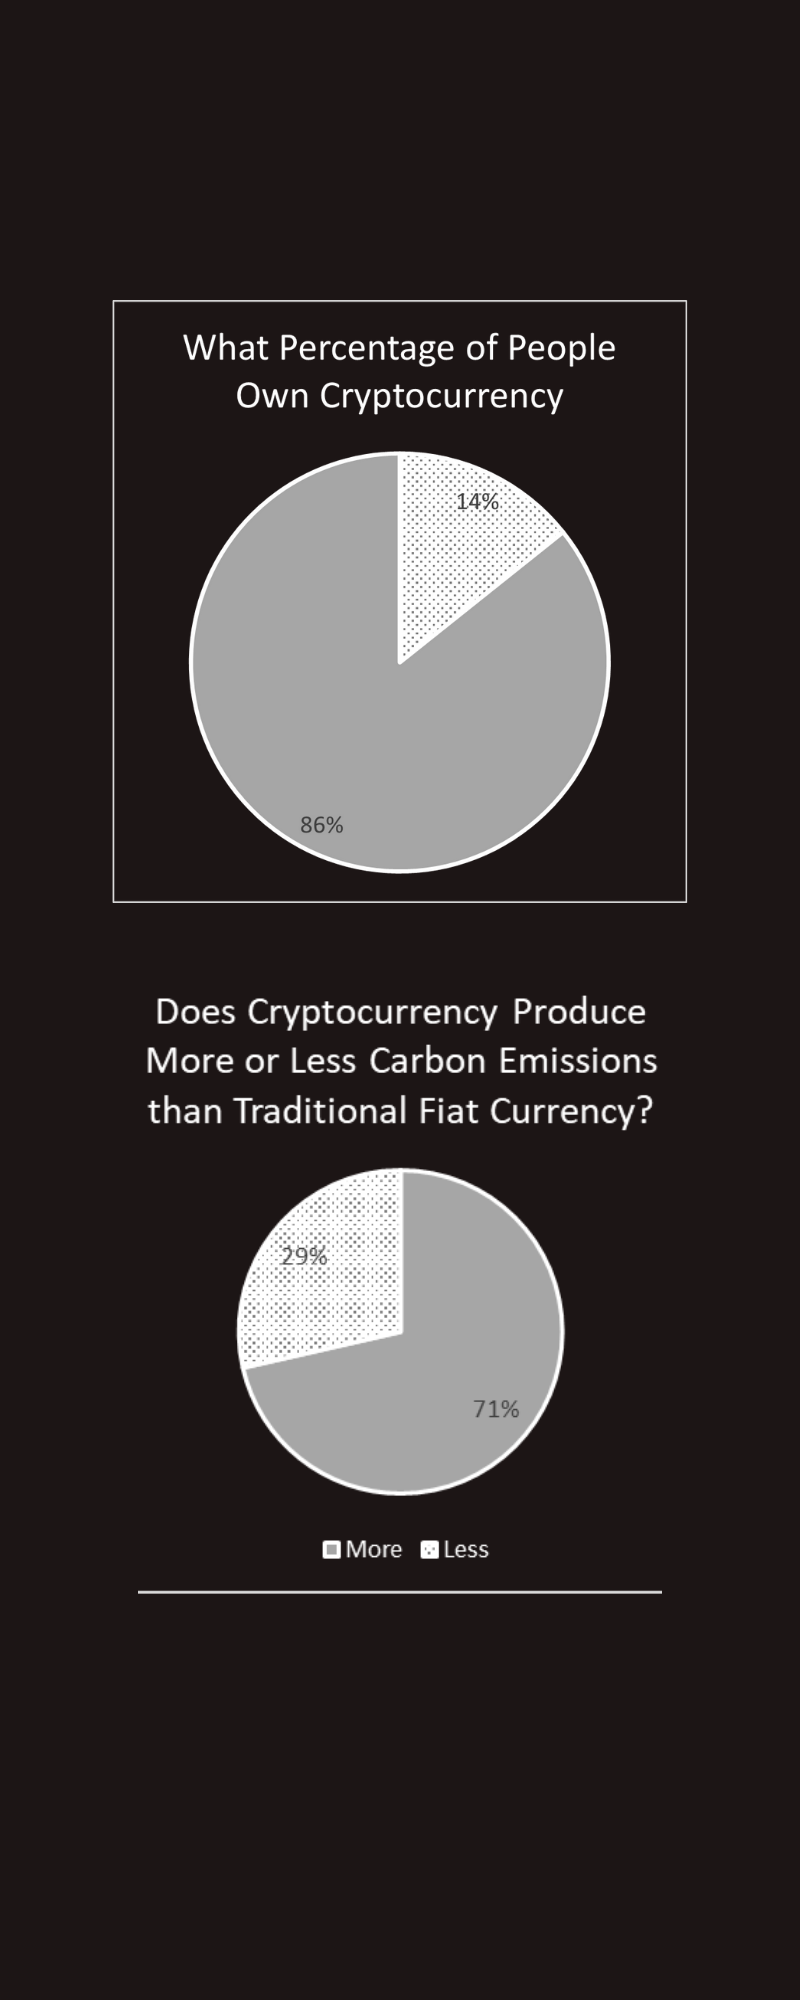 What Percentage of People
Own Cryptocurrency
14%
86%
Does Cryptocurrency Produce
More or Less Carbon Emissions
than Traditional Fiat Currency?
29%
71%
More Less